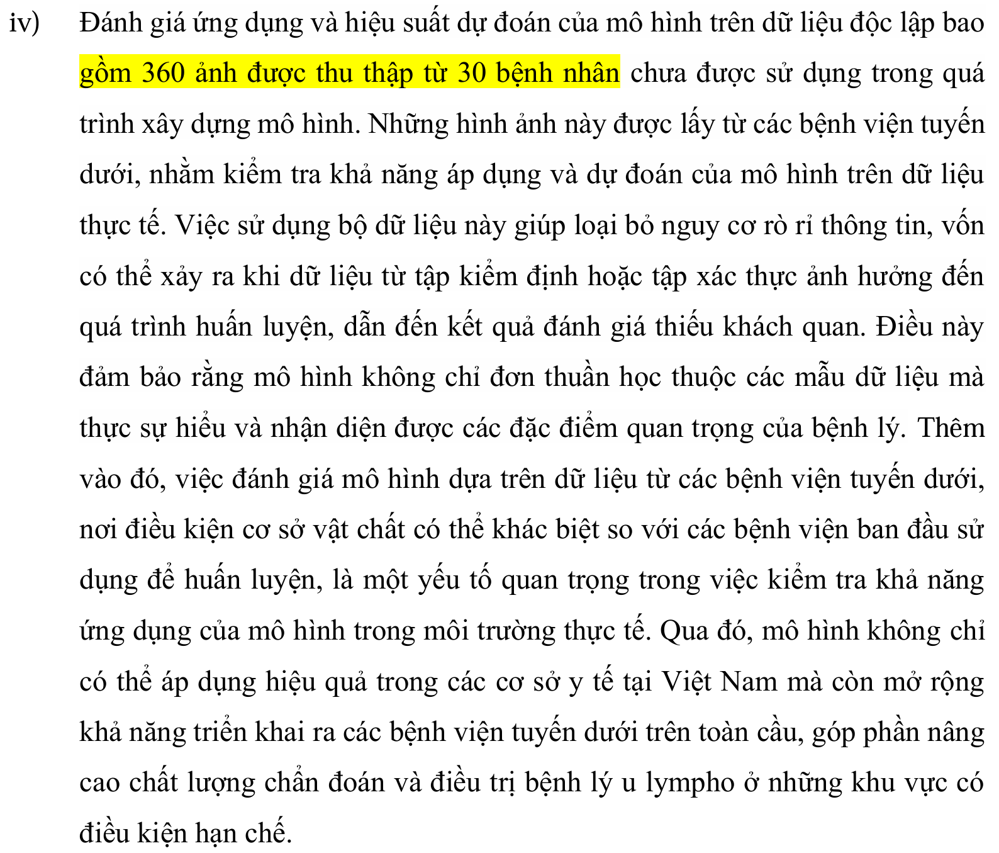 iv) Đánh giá ứng dụng và hiệu suất dự đoán của mô hình trên dữ liệu độc lập bao
gồm 360 ảnh được thu thập từ 30 bệnh nhân chưa được sử dụng trong quá
trình xây dựng mô hình. Những hình ảnh này được lấy từ các bệnh viện tuyến
dưới, nhằm kiểm tra khả năng áp dụng và dự đoán của mô hình trên dữ liệu
thực tế. Việc sử dụng bộ dữ liệu này giúp loại bỏ nguy cơ rò rỉ thông tin, vốn
có thể xảy ra khi dữ liệu từ tập kiểm định hoặc tập xác thực ảnh hưởng đến
quá trình huấn luyện, dẫn đến kết quả đánh giá thiếu khách quan. Điều này
đảm bảo rằng mô hình không chỉ đơn thuần học thuộc các mẫu dữ liệu mà
thực sự hiểu và nhận diện được các đặc điểm quan trọng của bệnh lý. Thêm
vào đó, việc đánh giá mô hình dựa trên dữ liệu từ các bệnh viện tuyến dưới,
nơi điều kiện cơ sở vật chất có thể khác biệt so với các bệnh viện ban đầu sử
dụng để huấn luyện, là một yếu tố quan trọng trong việc kiểm tra khả năng
ứng dụng của mô hình trong môi trường thực tế. Qua đó, mô hình không chỉ
có thể áp dụng hiệu quả trong các cơ sở y tế tại Việt Nam mà còn mở rộng
khả năng triển khai ra các bệnh viện tuyến dưới trên toàn cầu, góp phần nâng
cao chất lượng chẩn đoán và điều trị bệnh lý u lympho ở những khu vực có
điều kiện hạn chế.